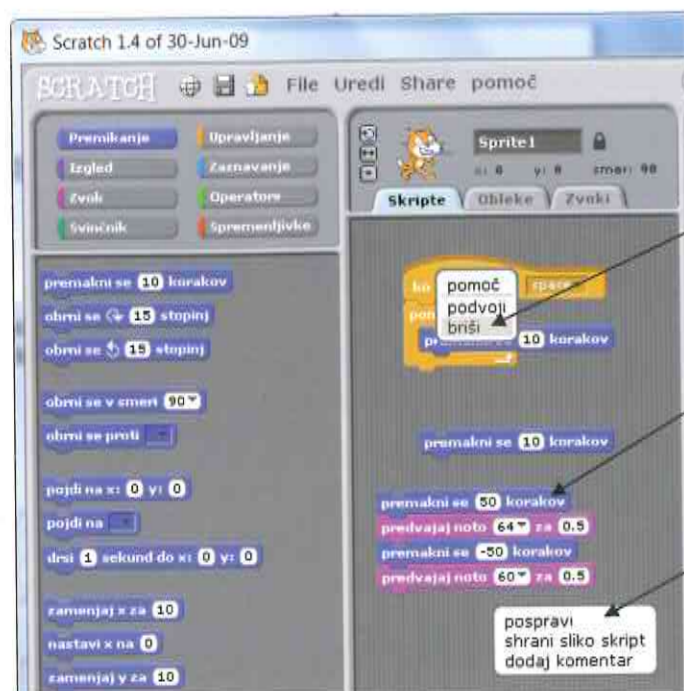 Scratch 1.4 of 30-Jun-09
SCRATCH File Uredi Share pomoč
Premikanje Upravljanje
Izgled Zaznavanje
Zvok Operatorv
Svinčnik Spremenljivke
Sprite1
x: 0 y: 0 smer: 90
Skripte Obleke Zvoki
premakni se 10 korakov
obrni se 15 stopinj
obrni se 15 stopinj
obrni se v smeri 90
obrni se proti
pojdi na x: 0 y: 0
pojdi na
drsi 1 sekund do x: 0 y: 0
zamenjaj x za 10
nastavi x na 0
zamenjaj y za 10
ko space
pomoč
podvoji
briši
10 korakov
premakni se 10 korakov
premakni se 50 korakov
predvajaj noto 64 za 0.5
premakni se -50 korakov
predvajaj noto 60 za 0.5
pospravi
shrani sliko skript
dodaj komentar